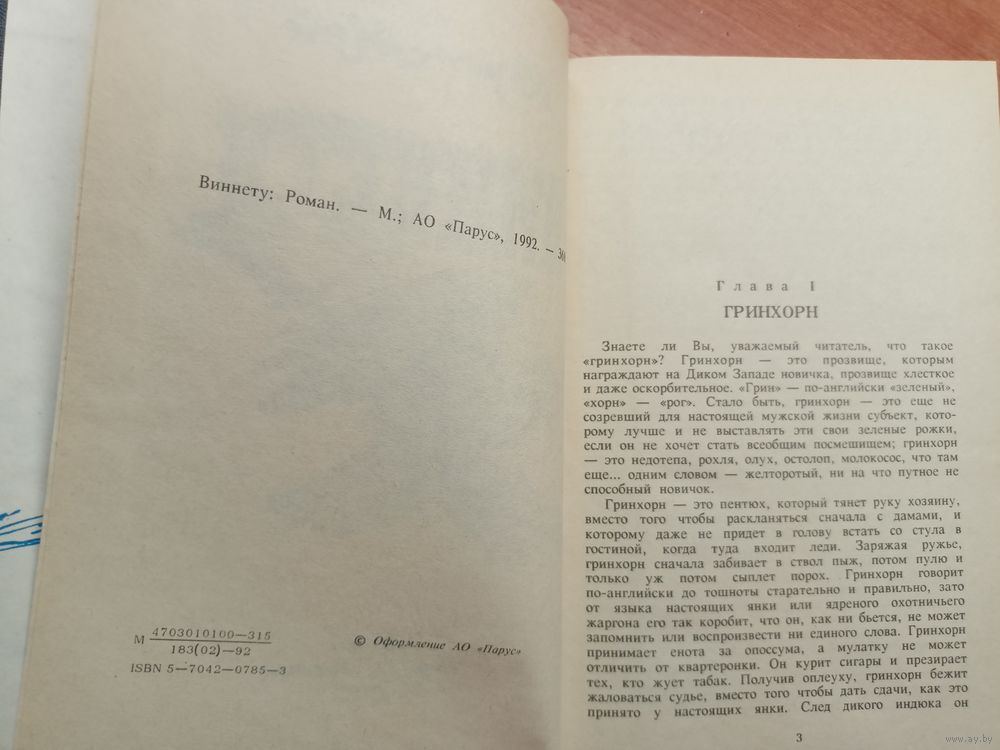 Виннету: Роман. — М.; АО «Парус», 1992. —
М 4703010100—315
183(02)—92
ISBN 5—7042—0785—3
© Оформление АО «Парус»
Глава I
ГРИНХОРН
Знаете ли Вы, уважаемый читатель, что такое
«гринхорн»? Гринхорн — это прозвище, которым
награждают на Диком Западе новичка, прозвище хлесткое
и даже оскорбительное. «Грин» — по-английски «зеленый»,
«хорн» — «рог». Стало быть, гринхорн — это еще не
созревший для настоящей мужской жизни субъект, кото-
рому лучше и не выставлять эти свои зеленые рожки,
если он не хочет стать всеобщим посмешищем; гринхорн
— это недотепа, рохля, олух, остолоп, молокосос, что там
еще... одним словом — желторотый, ни на что путное не
способный новичок.
Гринхорн — это пентюх, который тянет руку хозяину,
вместо того чтобы раскланяться сначала с дамами, и
которому даже не придет в голову встать со стула в
гостиной, когда туда входит леди. Заряжая ружье,
гринхорн сначала забивает в ствол пыж, потом пулю и
только уж потом сыплет порох. Гринхорн говорит
по-английски до тошноты старательно и правильно, зато
от языка настоящих янки или ядреного охотничьего
жаргона его так коробит, что он, как ни бьется, не может
запомнить или воспроизвести ни единого слова. Гринхорн
принимает енота за опоссума, а мулатку не может
отличить от квартеронки. Он курит сигары и презирает
тех, кто жует табак. Получив оплеуху, гринхорн бежит
жаловаться судье, вместо того чтобы дать сдачи, как это
принято у настоящих янки. След дикого индюка он
3
www.ay.by